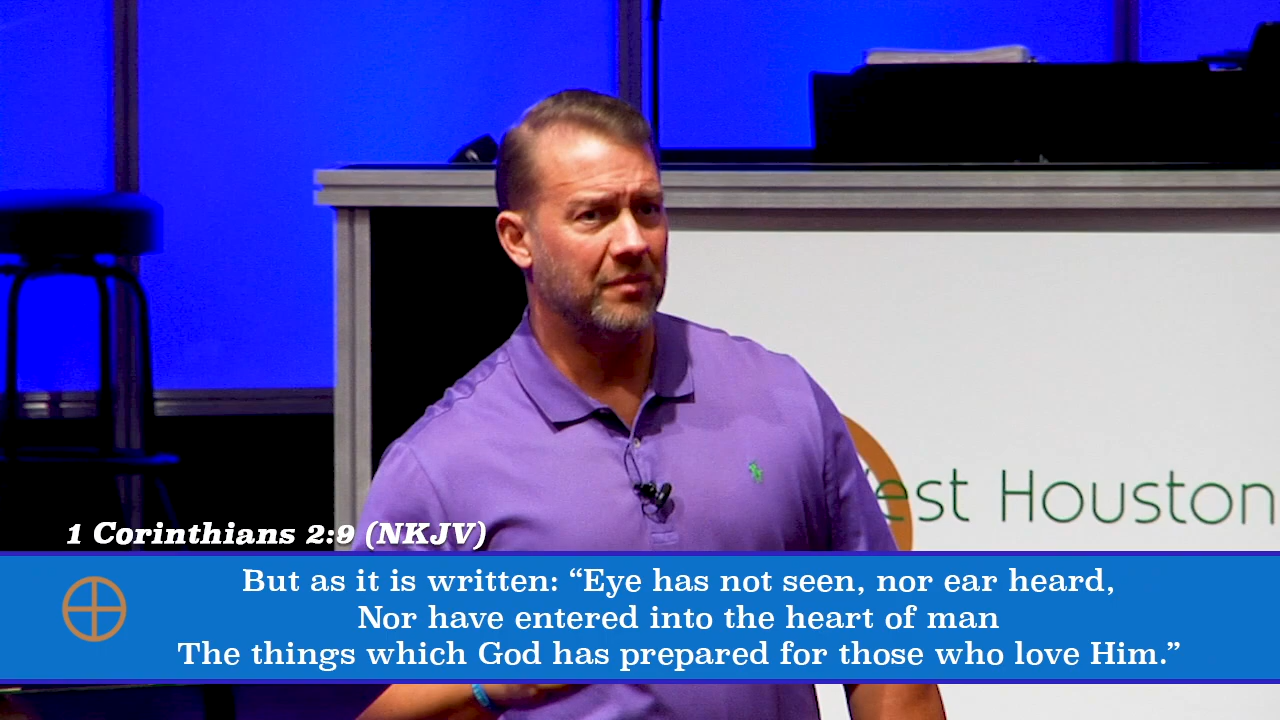 est Houston
1 Corinthians 2:9 (NKJV)
But as it is written: “Eye has not seen, nor ear heard,
Nor have entered into the heart of man
The things which God has prepared for those who love Him.”